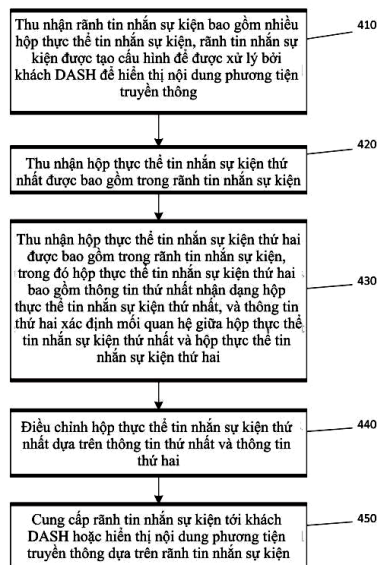 Thu nhận rãnh tin nhắn sự kiện bao gồm nhiều
hộp thực thể tin nhắn sự kiện, rãnh tin nhắn sự
kiện được tạo cấu hình để được xử lý bởi
khách DASH để hiển thị nội dung phương tiện
truyền thông
410
Thu nhận hộp thực thể tin nhắn sự kiện thứ
nhất được bao gồm trong rãnh tin nhắn sự kiện
420
Thu nhận hộp thực thể tin nhắn sự kiện thứ hai
được bao gồm trong rãnh tin nhắn sự kiện,
trong đó hộp thực thể tin nhắn sự kiện thứ hai
bao gồm thông tin thứ nhất nhận dạng hộp
thực thể tin nhắn sự kiện thứ nhất, và thông tin
thứ hai xác định mối quan hệ giữa hộp thực thể
tin nhắn sự kiện thứ nhất và hộp thực thể tin
nhắn sự kiện thứ hai
430
Điều chỉnh hộp thực thể tin nhắn sự kiện thứ
nhất dựa trên thông tin thứ nhất và thông tin
thứ hai
440
Cung cấp rãnh tin nhắn sự kiện tới khách
DASH hoặc hiển thị nội dung phương tiện
truyền thông dựa trên rãnh tin nhắn sự kiện
450